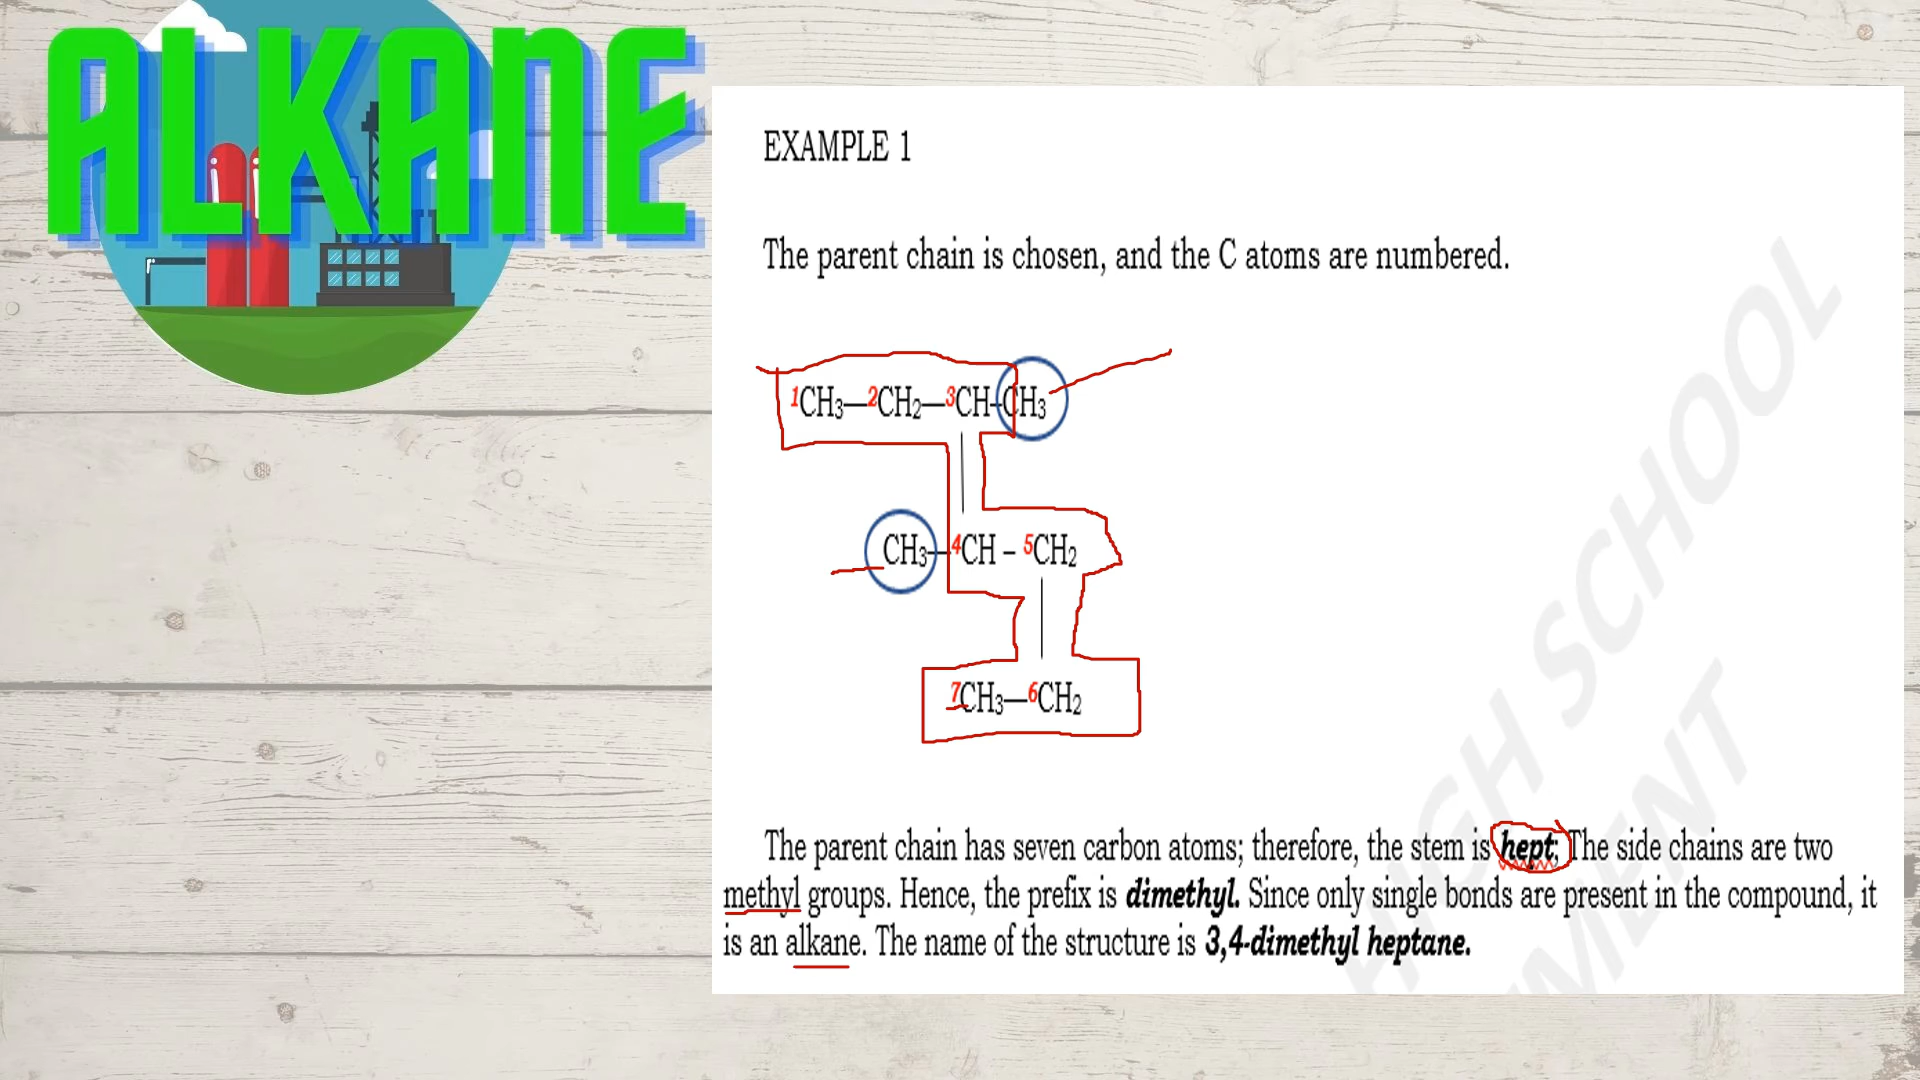 ALKANE
EXAMPLE 1
The parent chain is chosen, and the C atoms are numbered.
1CH3—2CH2—3CH-CH3
CH3—4CH – 5CH2
7CH3—6CH2
The parent chain has seven carbon atoms; therefore, the stem is hept; The side chains are two
methyl groups. Hence, the prefix is dimethyl. Since only single bonds are present in the compound, it
is an alkane. The name of the structure is 3,4-dimethyl heptane.
HIGH SCHOOL